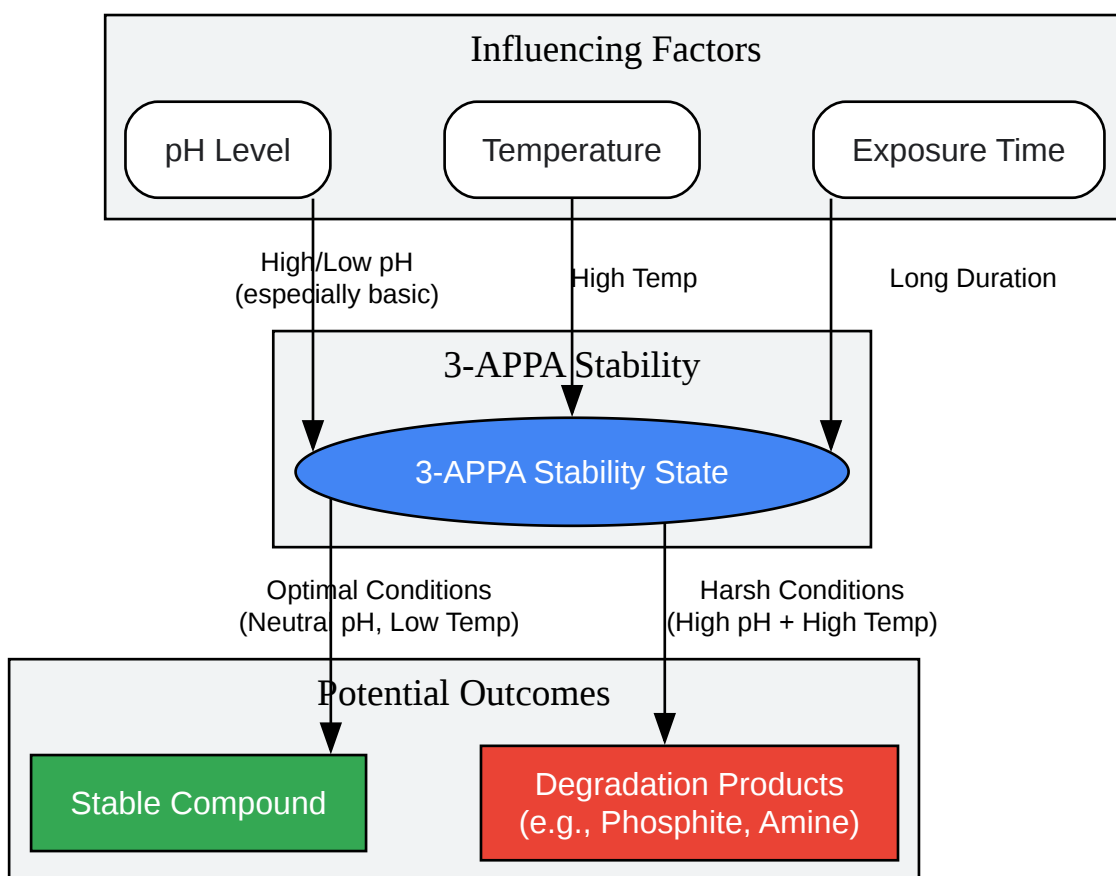 Influencing Factors
pH Level
Temperature
Exposure Time
High/Low pH
(especially basic)
High Temp
Long Duration
3-APPA Stability
3-APPA Stability State
Optimal Conditions
(Neutral pH, Low Temp)
Harsh Conditions
(High pH + High Temp)
Potential Outcomes
Stable Compound
Degradation Products
(e.g., Phosphite, Amine)